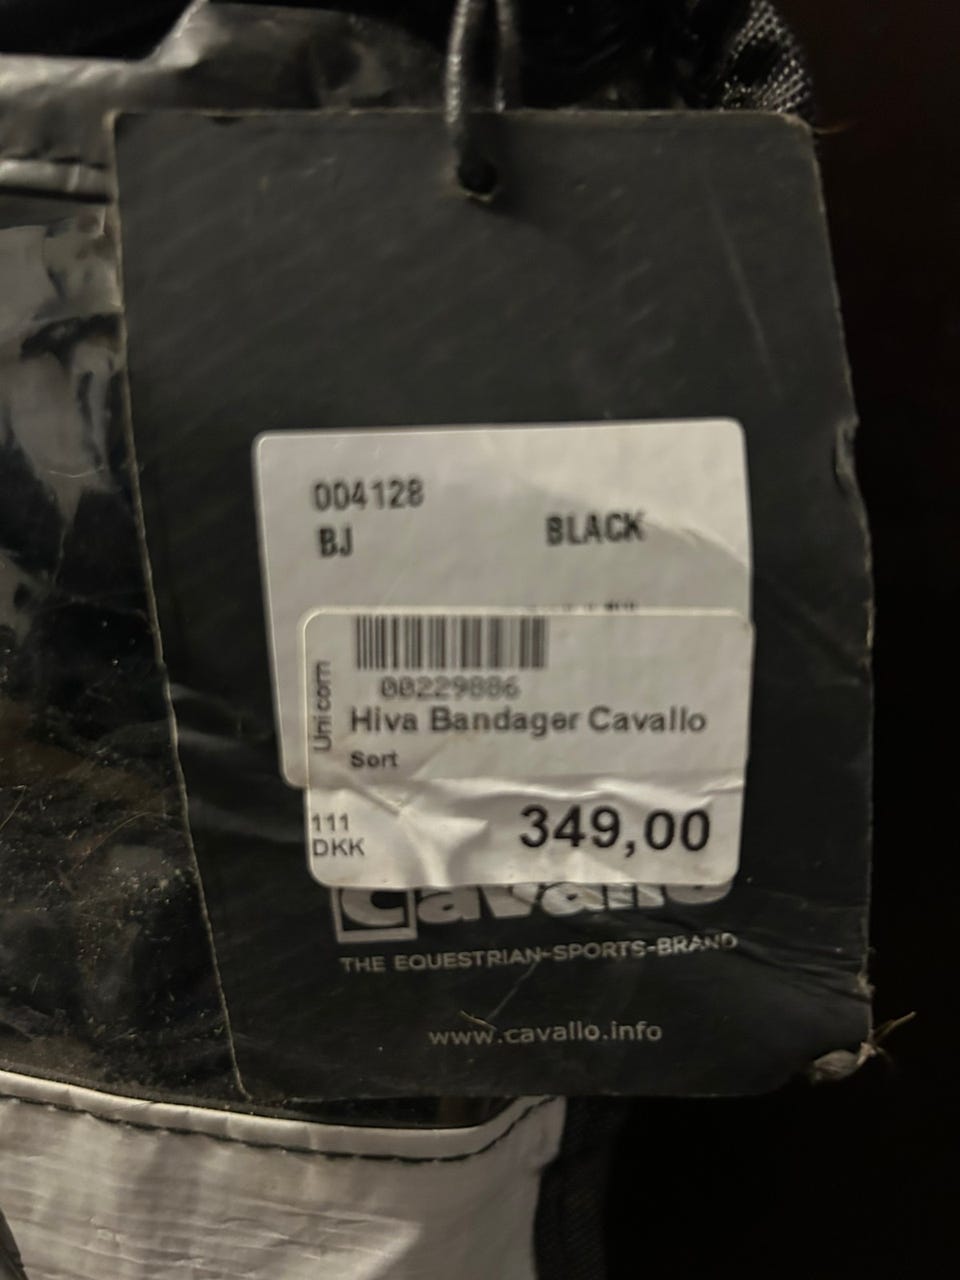 004128
BJ BLACK
Unicorn
00229886
Hiva Bandager Cavallo
Sort
111
DKK 349,00
Cavallo
THE EQUESTRIAN-SPORTS-BRAND
www.cavallo.info